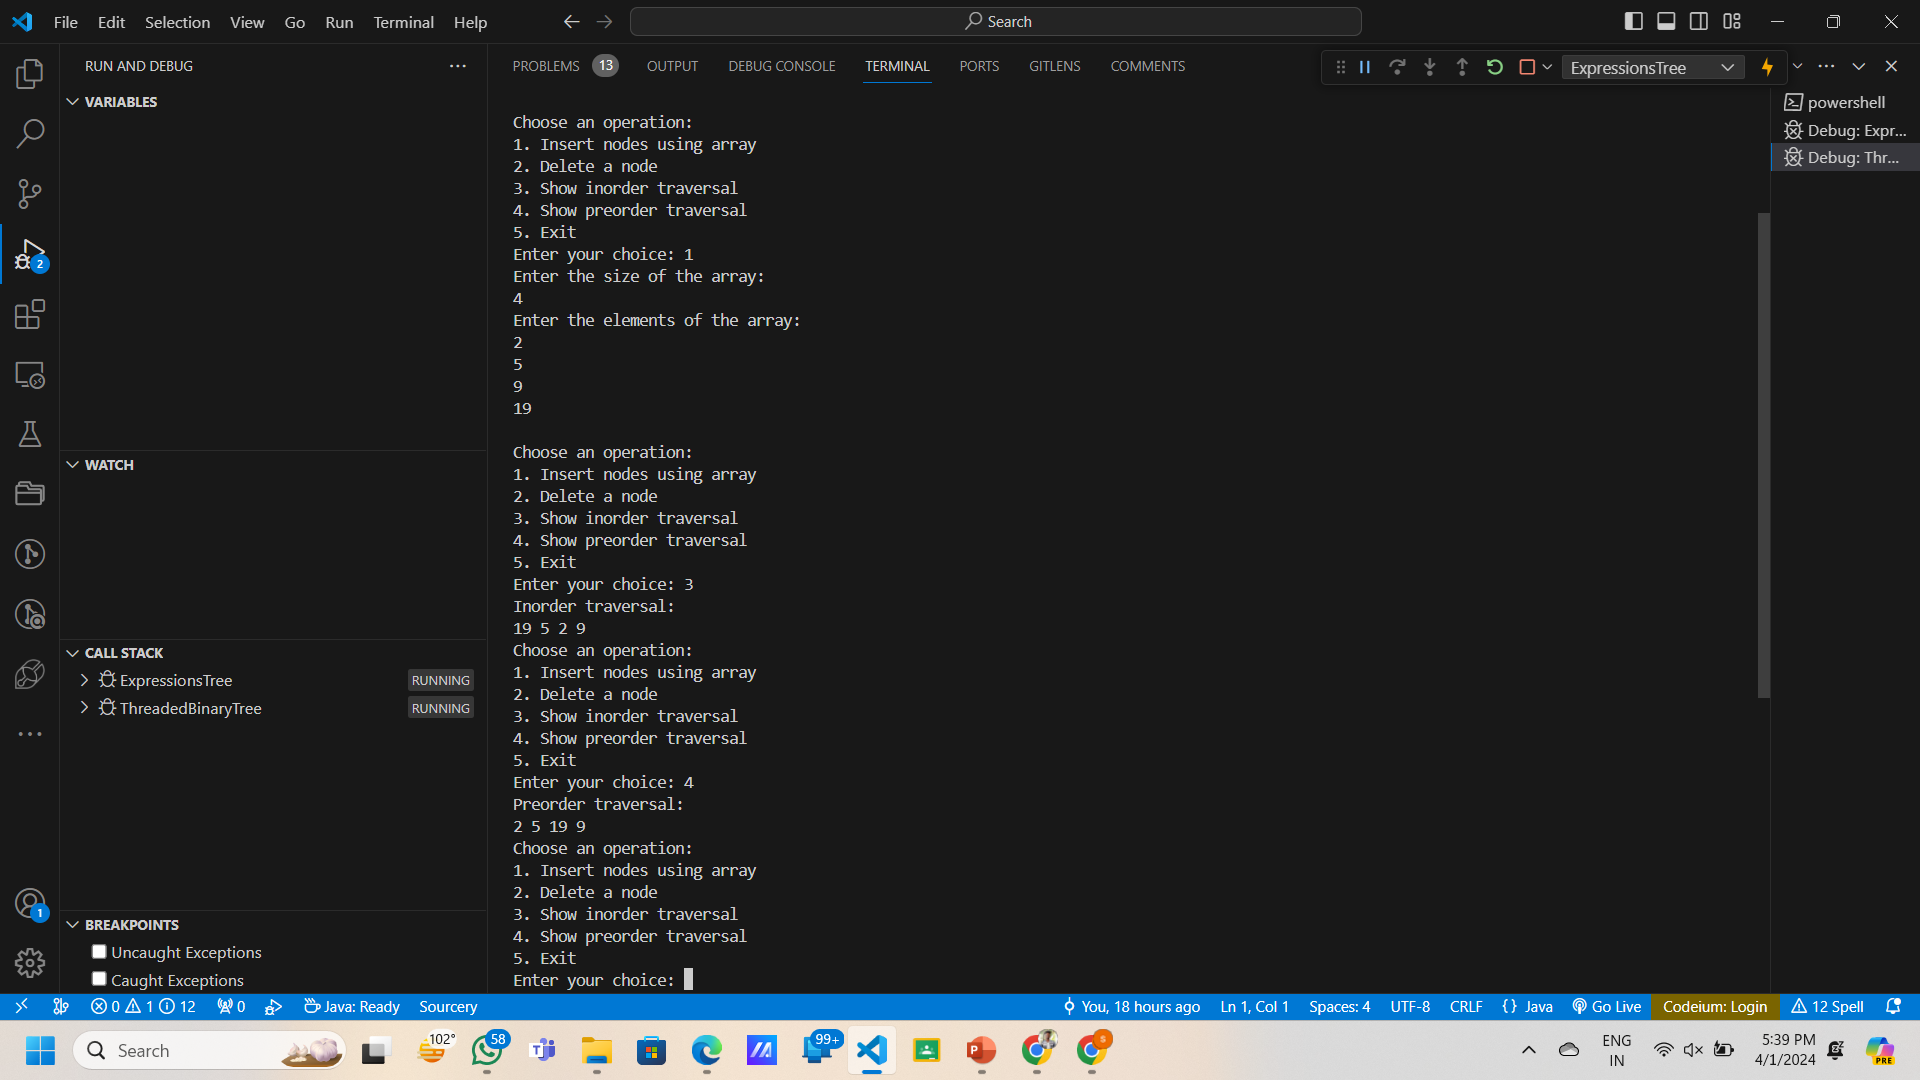 File Edit Selection View Go Run Terminal Help
Search
RUN AND DEBUG
VARIABLES
WATCH
CALL STACK
ExpressionsTree RUNNING
ThreadedBinaryTree RUNNING
BREAKPOINTS
Uncaught Exceptions
Caught Exceptions
2
1
PROBLEMS 13 OUTPUT DEBUG CONSOLE TERMINAL PORTS GITLENS COMMENTS
ExpressionsTree
powershell
Debug: Expr...
Debug: Thr...
Choose an operation:
1. Insert nodes using array
2. Delete a node
3. Show inorder traversal
4. Show preorder traversal
5. Exit
Enter your choice: 1
Enter the size of the array:
4
Enter the elements of the array:
2
5
9
19
Choose an operation:
1. Insert nodes using array
2. Delete a node
3. Show inorder traversal
4. Show preorder traversal
5. Exit
Enter your choice: 3
Inorder traversal:
19 5 2 9
Choose an operation:
1. Insert nodes using array
2. Delete a node
3. Show inorder traversal
4. Show preorder traversal
5. Exit
Enter your choice: 4
Preorder traversal:
2 5 19 9
Choose an operation:
1. Insert nodes using array
2. Delete a node
3. Show inorder traversal
4. Show preorder traversal
5. Exit
Enter your choice:
0 1 12 0 Java: Ready Sourcery You, 18 hours ago Ln 1, Col 1 Spaces: 4 UTF-8 CRLF {} Java Go Live Codeium: Login 12 Spell
Search 102° 58 99+ ENG 5:39 PM
IN 4/1/2024 PRE